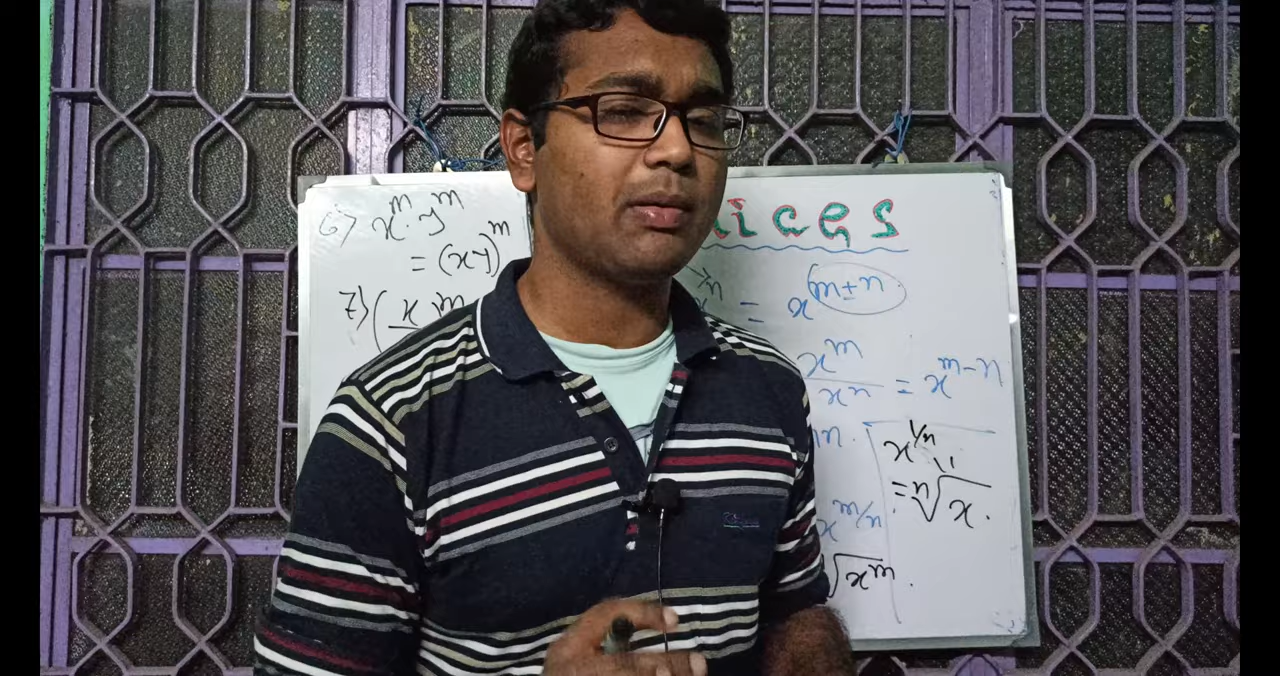 6) x^m . y^m
= (xy)^m
7) (x m
ices
n = x^(m±n)
x^m / x^n = x^(m-n)
n.
x^(1/n)
= ⁿ√x .
x^(m/n)
√x^m .